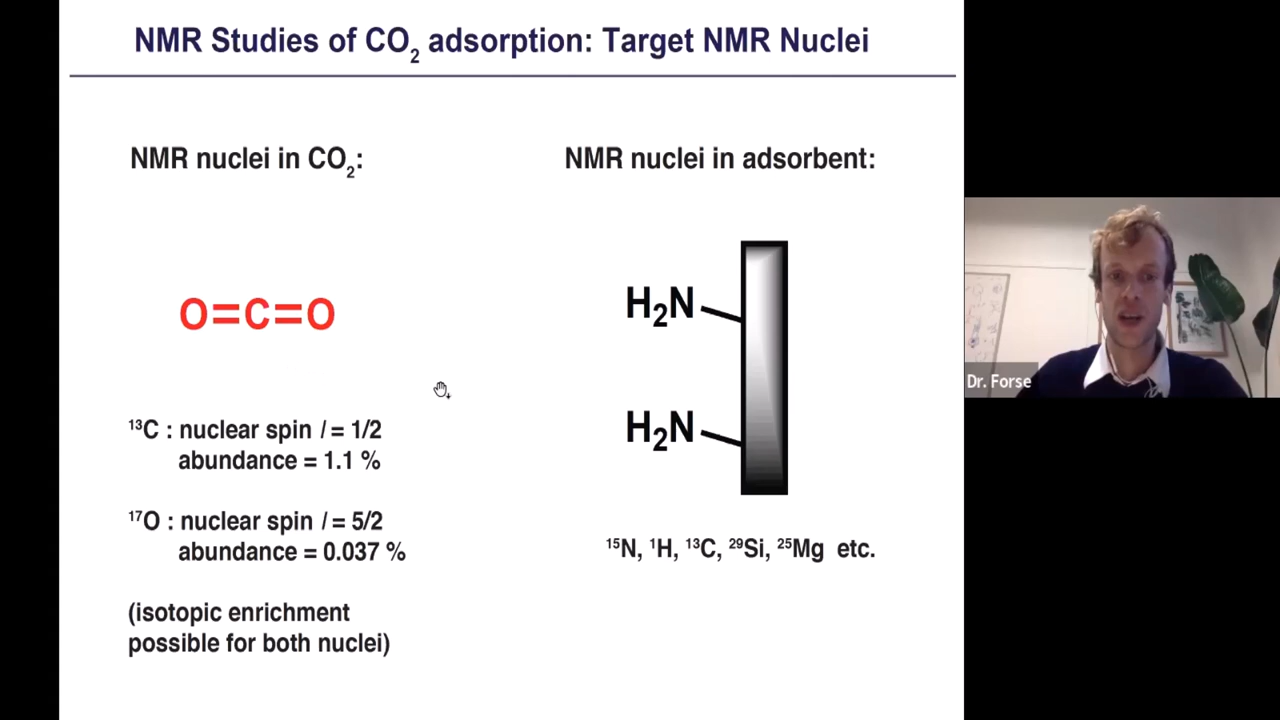 NMR Studies of CO₂ adsorption: Target NMR Nuclei
NMR nuclei in CO₂:
O=C=O
¹³C : nuclear spin I = 1/2
abundance = 1.1 %
¹⁷O : nuclear spin I = 5/2
abundance = 0.037 %
(isotopic enrichment
possible for both nuclei)
NMR nuclei in adsorbent:
H₂N
H₂N
¹⁵N, ¹H, ¹³C, ²⁹Si, ²⁵Mg etc.
Dr. Forse